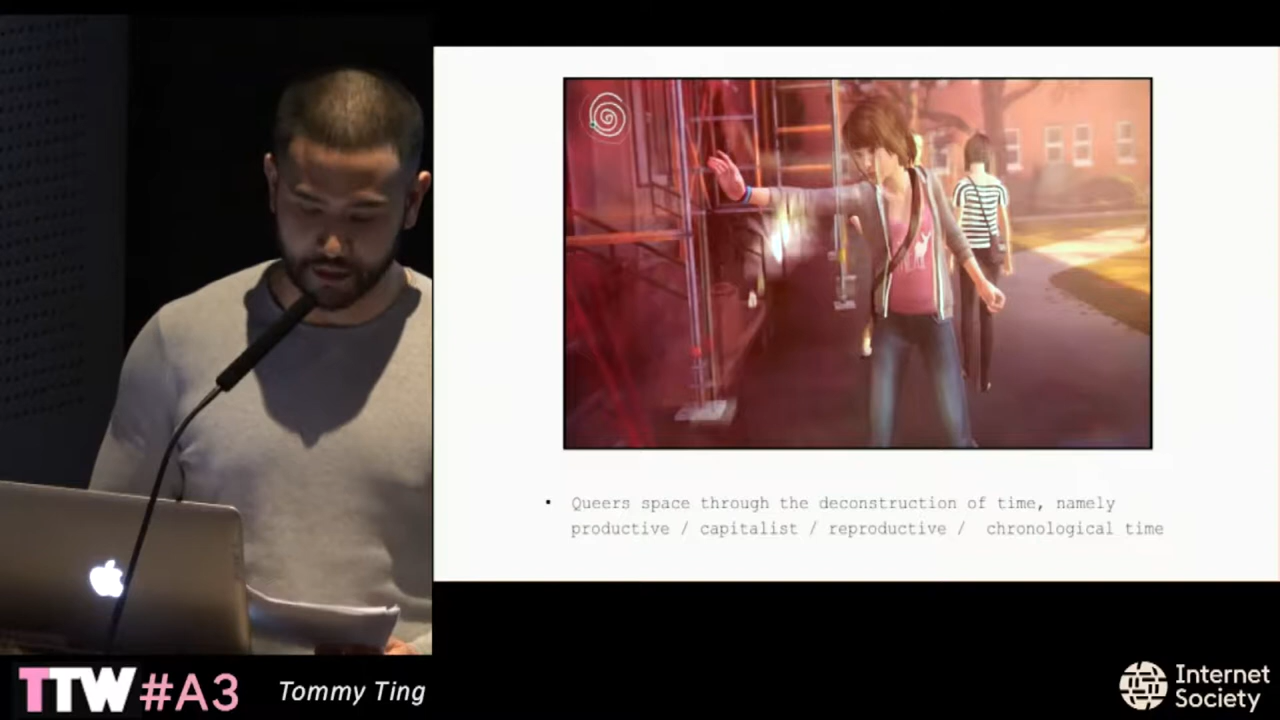 • Queers space through the deconstruction of time, namely
productive / capitalist / reproductive / chronological time
TTW #A3
Tommy Ting
Internet
Society